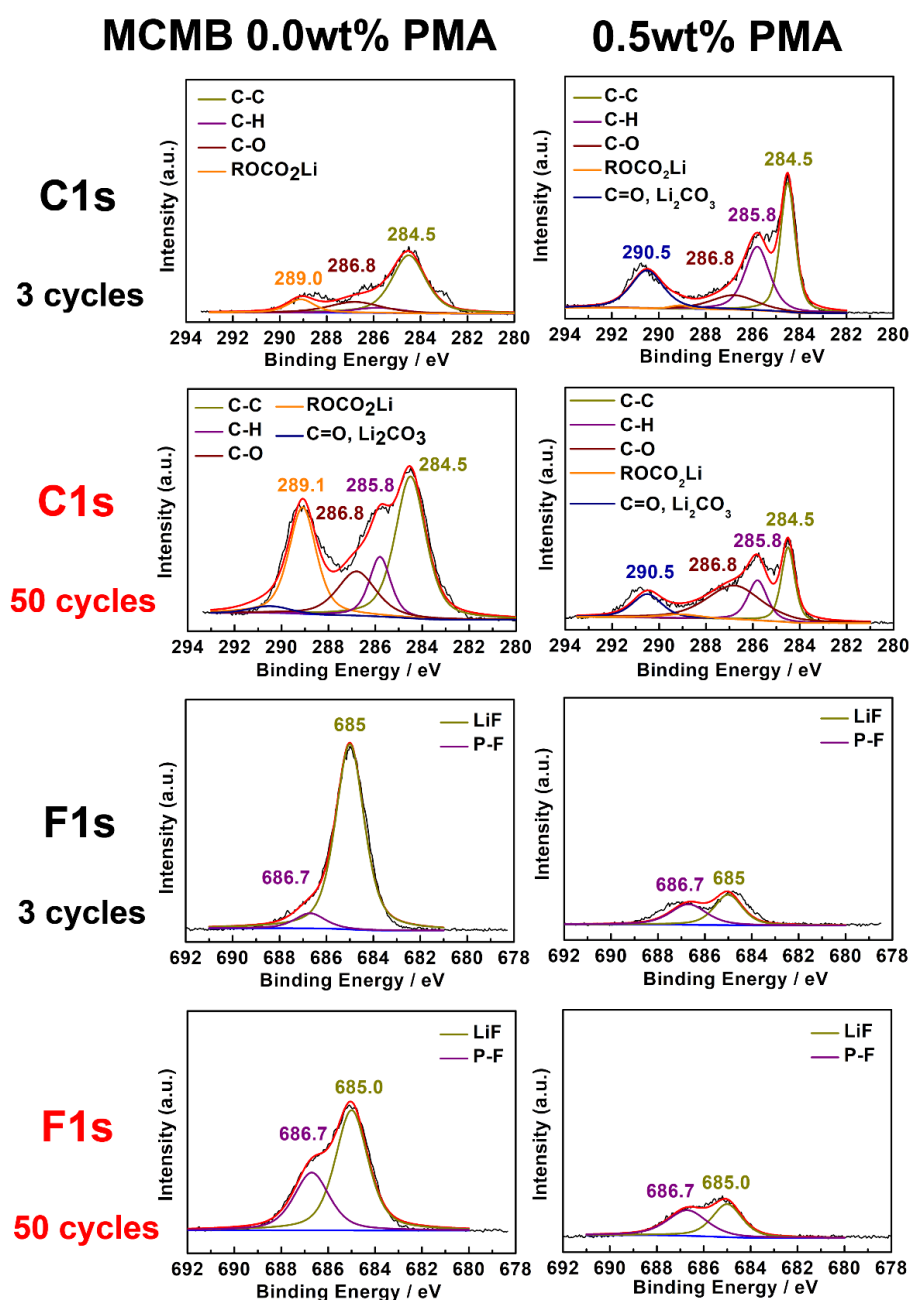 MCMB 0.0wt% PMA
0.5wt% PMA
C1s
3 cycles
Intensity (a.u.)
C-C
C-H
C-O
ROCO₂Li
289.0
286.8
284.5
294 292 290 288 286 284 282 280
Binding Energy / eV
Intensity (a.u.)
C-C
C-H
C-O
ROCO₂Li
C=O, Li₂CO₃
290.5
286.8
285.8
284.5
294 292 290 288 286 284 282 280
Binding Energy / eV
C1s
50 cycles
Intensity (a.u.)
C-C
C-H
C-O
ROCO₂Li
C=O, Li₂CO₃
289.1
286.8
285.8
284.5
294 292 290 288 286 284 282 280
Binding Energy / eV
Intensity (a.u.)
C-C
C-H
C-O
ROCO₂Li
C=O, Li₂CO₃
290.5
286.8
285.8
284.5
294 292 290 288 286 284 282 280
Binding Energy / eV
F1s
3 cycles
Intensity (a.u.)
LiF
P-F
686.7
685
692 690 688 686 684 682 680 678
Binding Energy / eV
Intensity (a.u.)
LiF
P-F
686.7
685
692 690 688 686 684 682 680 678
Binding Energy / eV
F1s
50 cycles
Intensity (a.u.)
LiF
P-F
686.7
685.0
692 690 688 686 684 682 680 678
Binding Energy / eV
Intensity (a.u.)
LiF
P-F
686.7
685.0
692 690 688 686 684 682 680 678
Binding Energy / eV